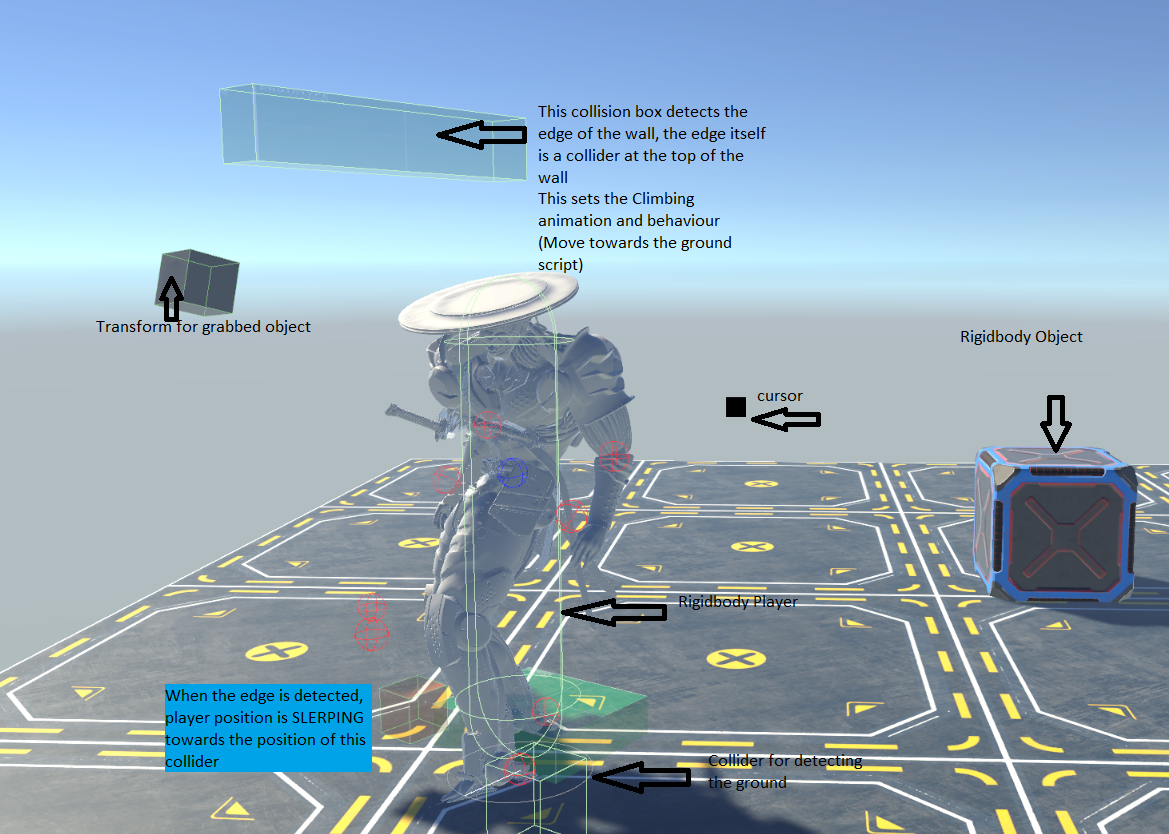 This collision box detects the
edge of the wall, the edge itself
is a collider at the top of the
wall
This sets the Climbing
animation and behaviour
(Move towards the ground
script)
Transform for grabbed object
Rigidbody Object
cursor
Rigidbody Player
When the edge is detected,
player position is SLERPING
towards the position of this
collider
Collider for detecting
the ground